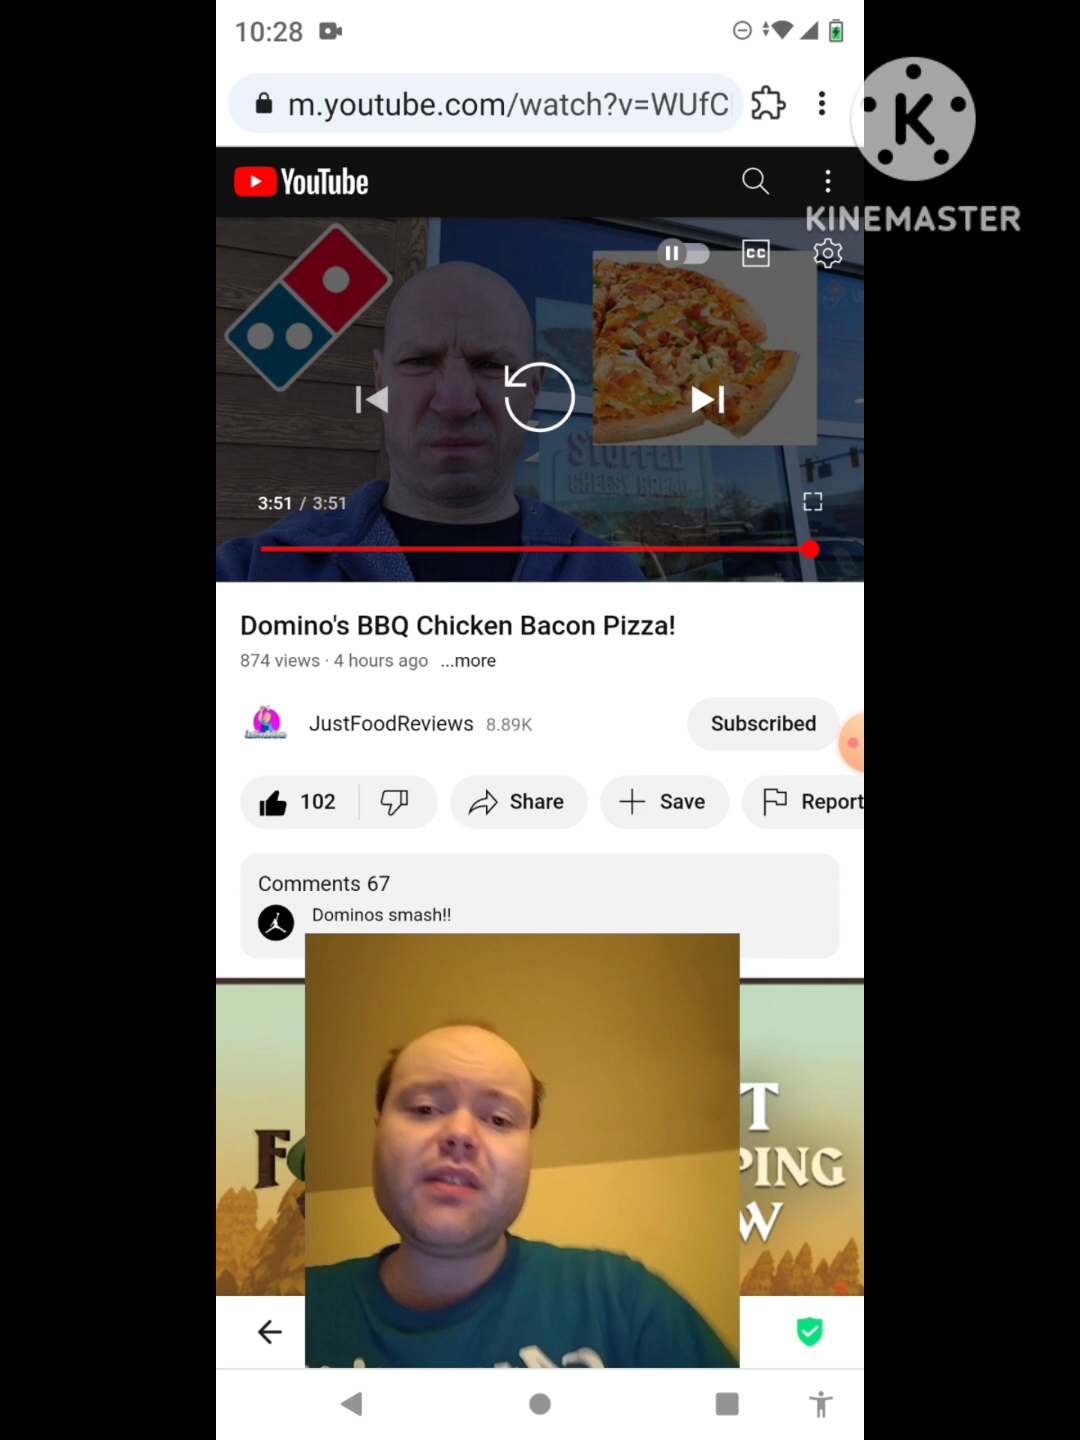 10:28
m.youtube.com/watch?v=WUfC
K
KINEMASTER
YouTube
CC
STUFFED
CHEESY BREAD
3:51 / 3:51
Domino's BBQ Chicken Bacon Pizza!
874 views · 4 hours ago ...more
JustFoodReviews 8.89K
Subscribed
102
Share
Save
Report
Comments 67
Dominos smash!!
F
T
PING
W